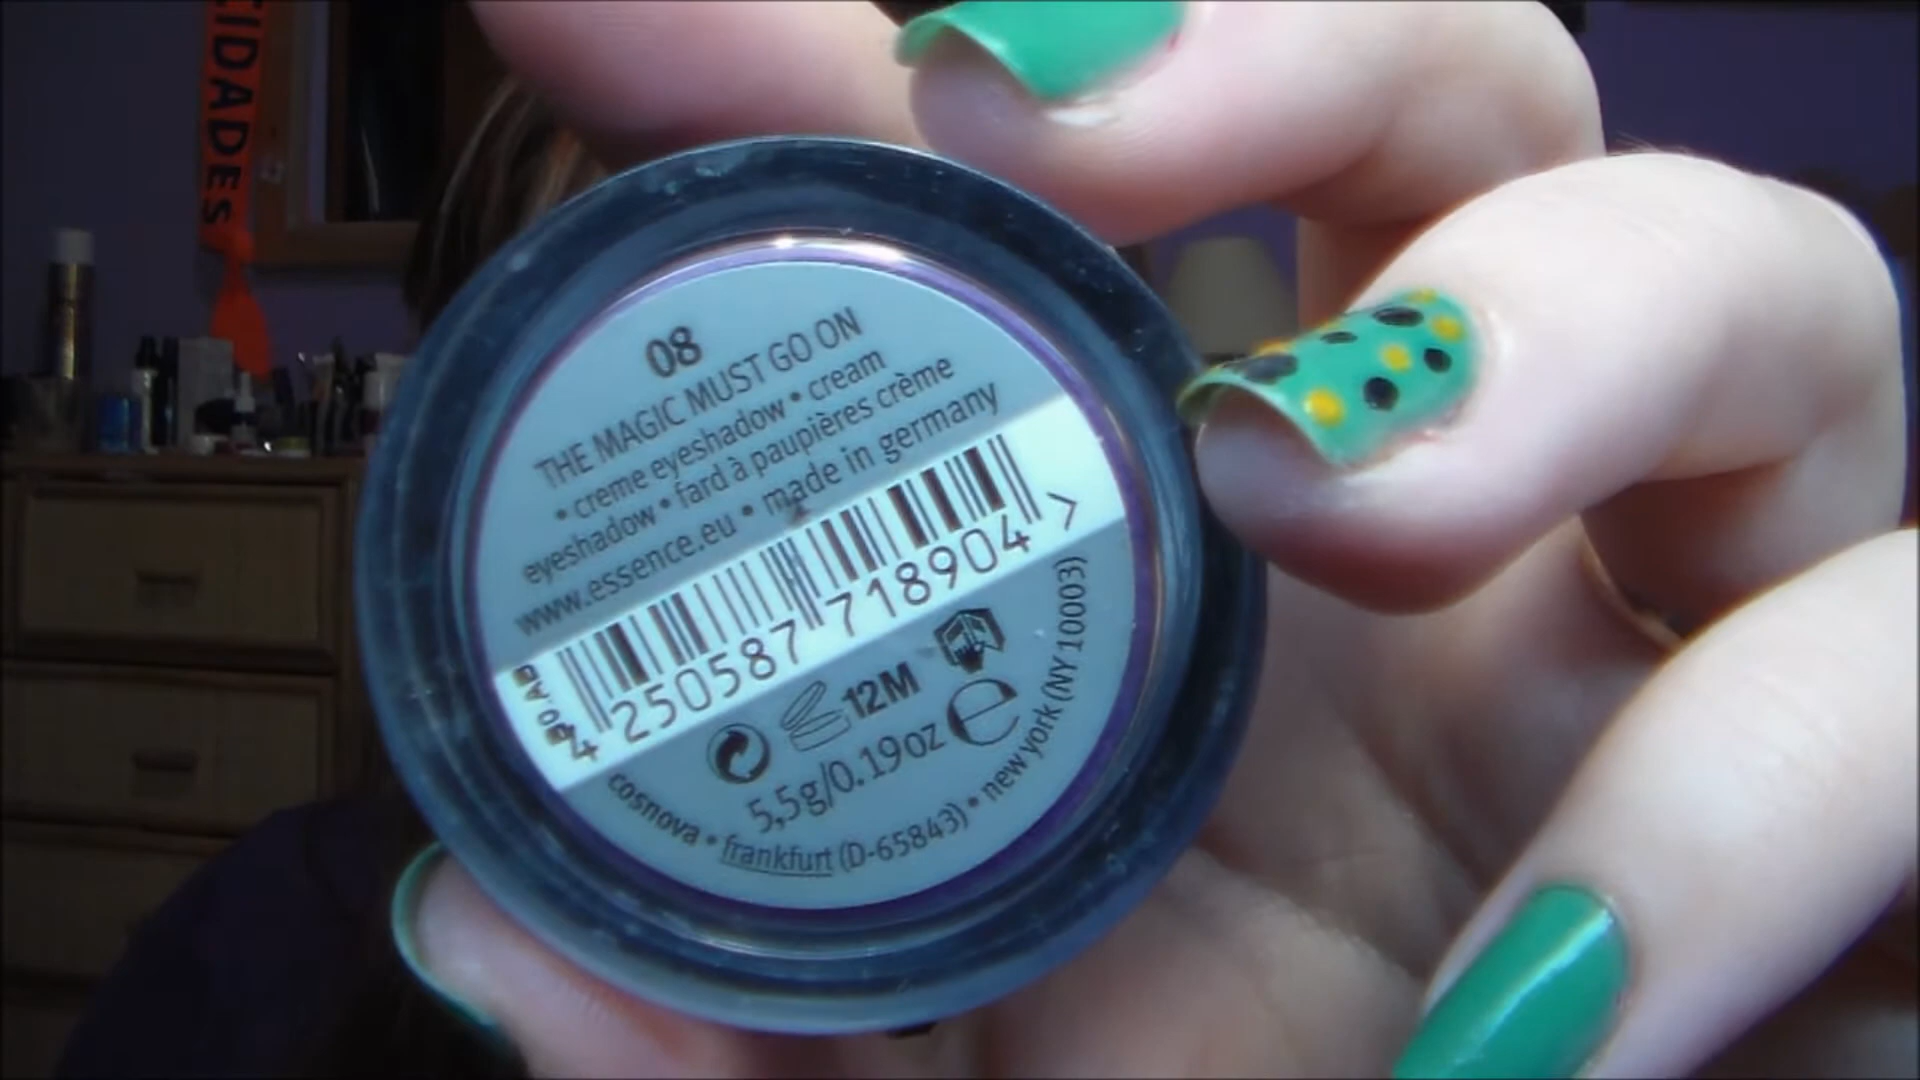 CIDADES
08
THE MAGIC MUST GO ON
• creme eyeshadow • cream
eyeshadow • fard à paupières crème
www.essence.eu • made in germany
4 250587 718904 >
12M
5,5g/0.19oz e
cosnova • frankfurt (D-65843) • new york (NY 10003)